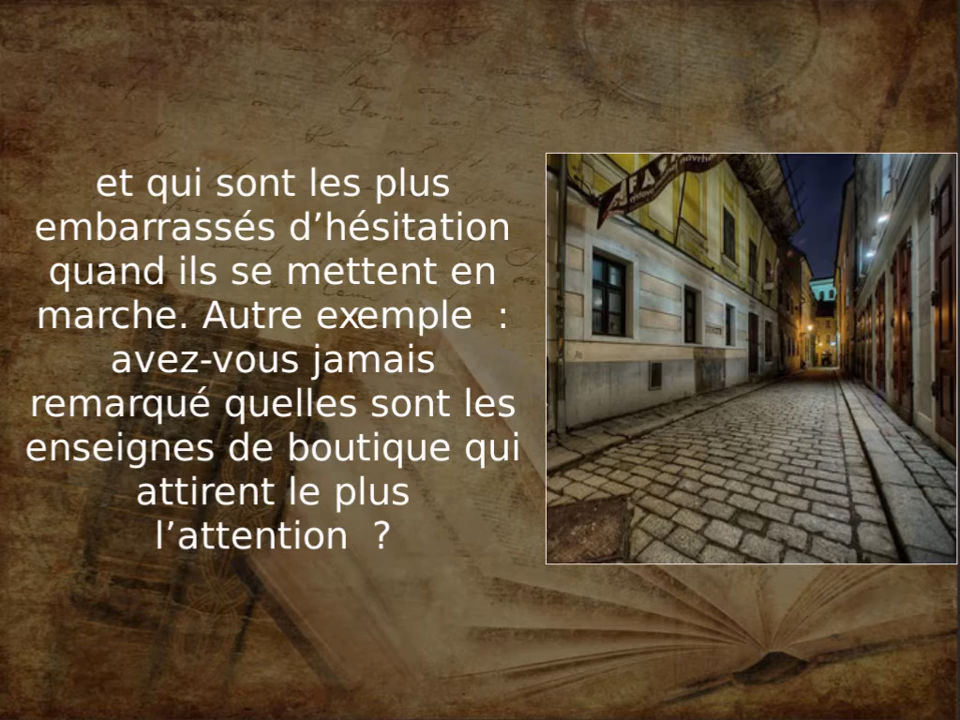 et qui sont les plus
embarrassés d’hésitation
quand ils se mettent en
marche. Autre exemple  :
avez-vous jamais
remarqué quelles sont les
enseignes de boutique qui
attirent le plus
l’attention  ?